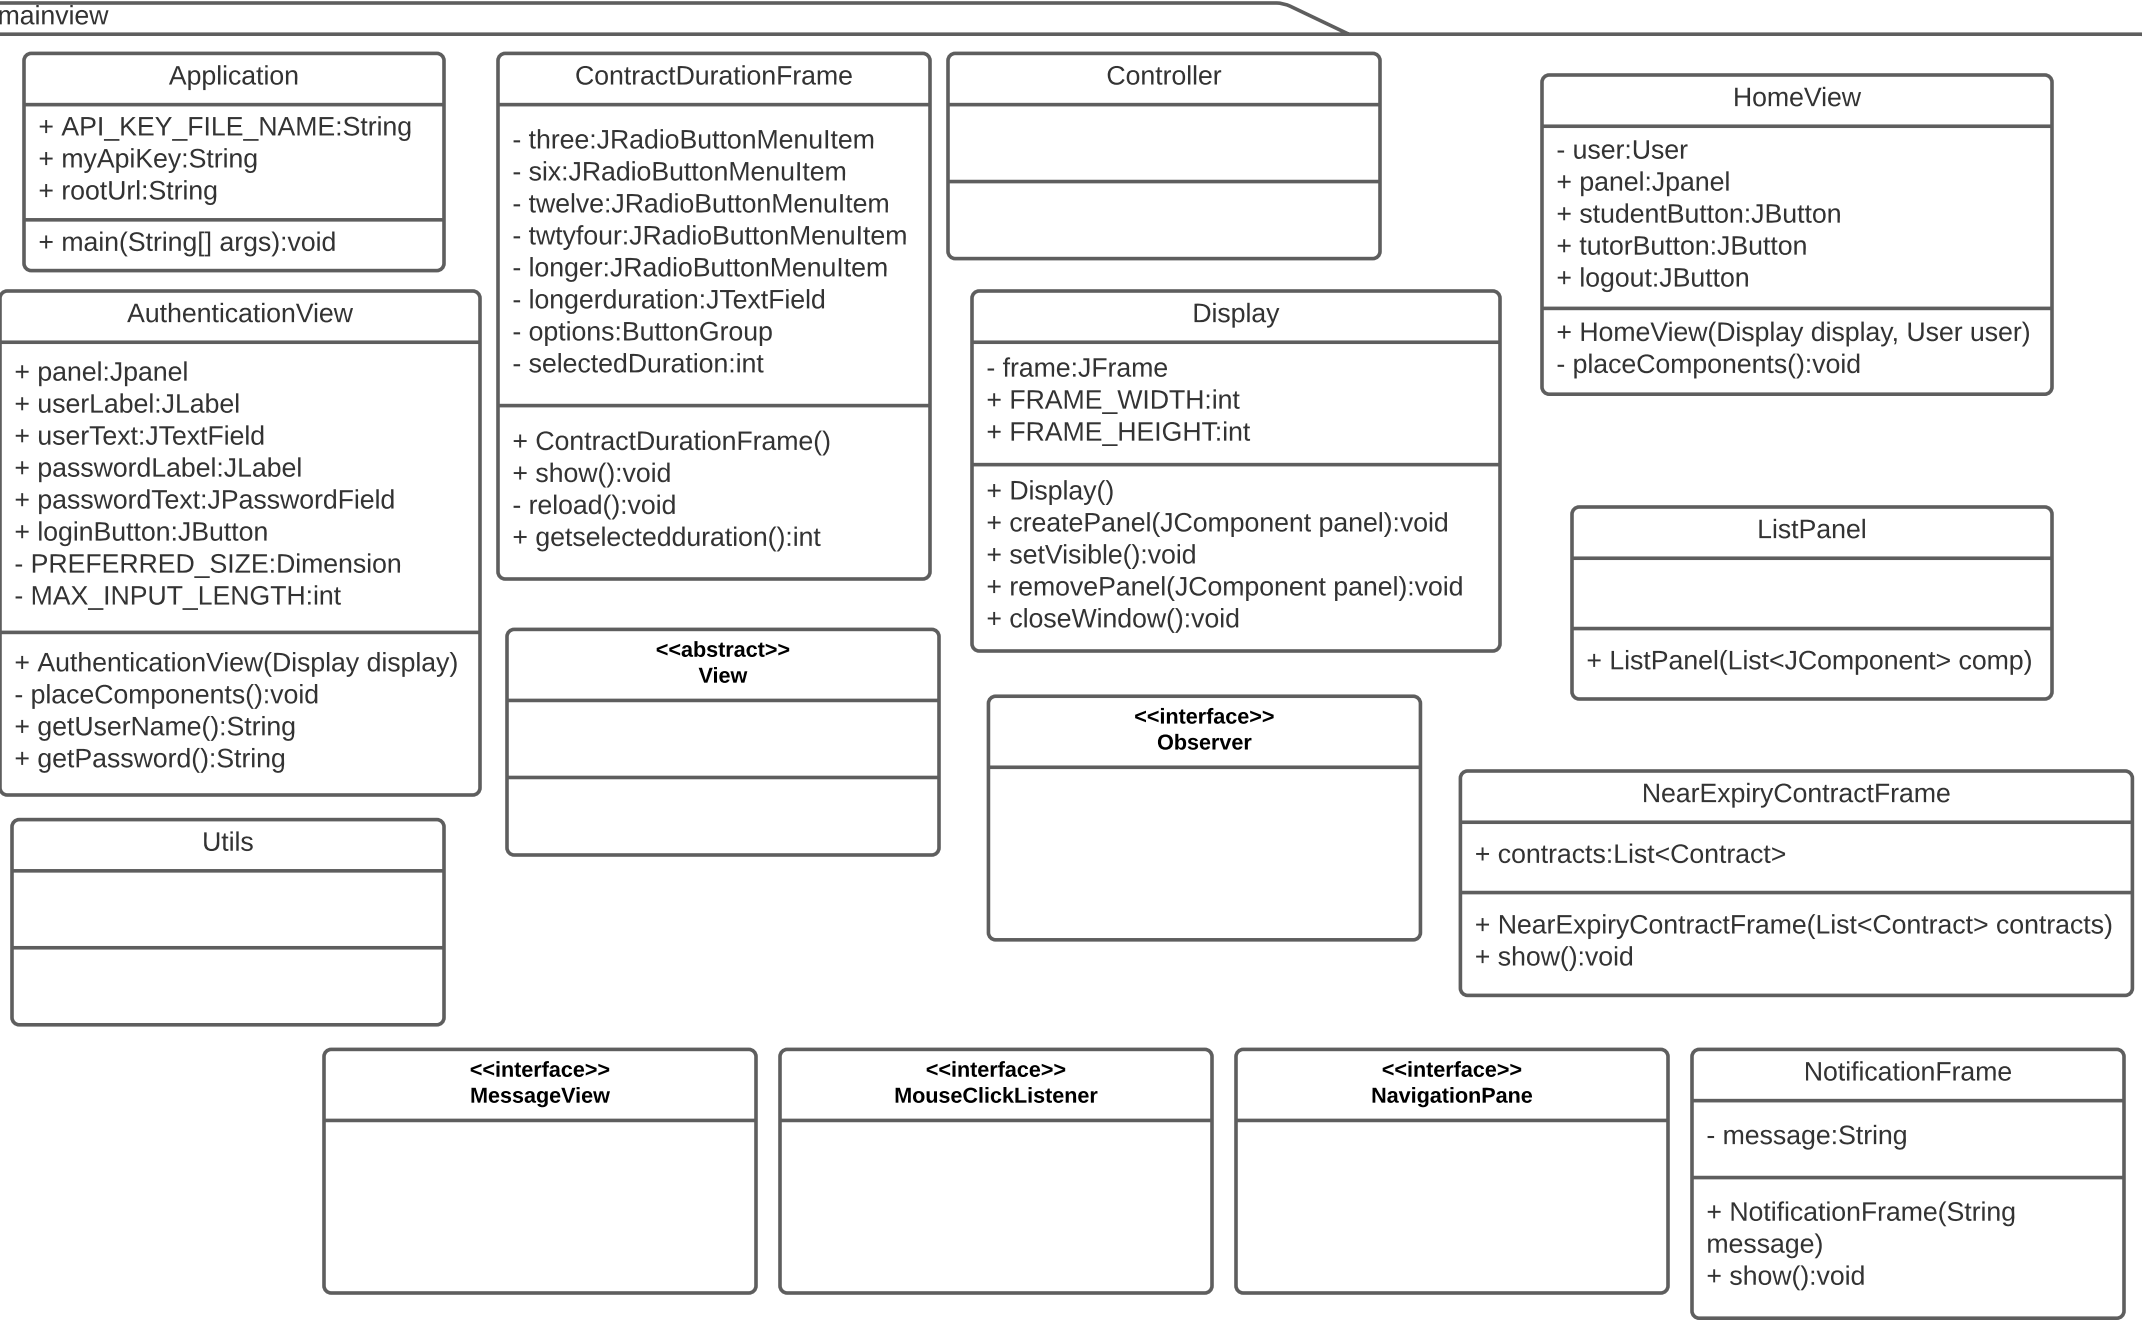 mainview
Application
+ API_KEY_FILE_NAME:String
+ myApiKey:String
+ rootUrl:String
+ main(String[] args):void
ContractDurationFrame
- three:JRadioButtonMenuItem
- six:JRadioButtonMenuItem
- twelve:JRadioButtonMenuItem
- twtyfour:JRadioButtonMenuItem
- longer:JRadioButtonMenuItem
- longerduration:JTextField
- options:ButtonGroup
- selectedDuration:int
+ ContractDurationFrame()
+ show():void
- reload():void
+ getselectedduration():int
Controller
HomeView
- user:User
+ panel:Jpanel
+ studentButton:JButton
+ tutorButton:JButton
+ logout:JButton
+ HomeView(Display display, User user)
- placeComponents():void
AuthenticationView
+ panel:Jpanel
+ userLabel:JLabel
+ userText:JTextField
+ passwordLabel:JLabel
+ passwordText:JPasswordField
+ loginButton:JButton
- PREFERRED_SIZE:Dimension
- MAX_INPUT_LENGTH:int
+ AuthenticationView(Display display)
- placeComponents():void
+ getUserName():String
+ getPassword():String
Display
- frame:JFrame
+ FRAME_WIDTH:int
+ FRAME_HEIGHT:int
+ Display()
+ createPanel(JComponent panel):void
+ setVisible():void
+ removePanel(JComponent panel):void
+ closeWindow():void
ListPanel
+ ListPanel(List<JComponent> comp)
<<abstract>>
View
<<interface>>
Observer
NearExpiryContractFrame
+ contracts:List<Contract>
+ NearExpiryContractFrame(List<Contract> contracts)
+ show():void
Utils
<<interface>>
MessageView
<<interface>>
MouseClickListener
<<interface>>
NavigationPane
NotificationFrame
- message:String
+ NotificationFrame(String
message)
+ show():void